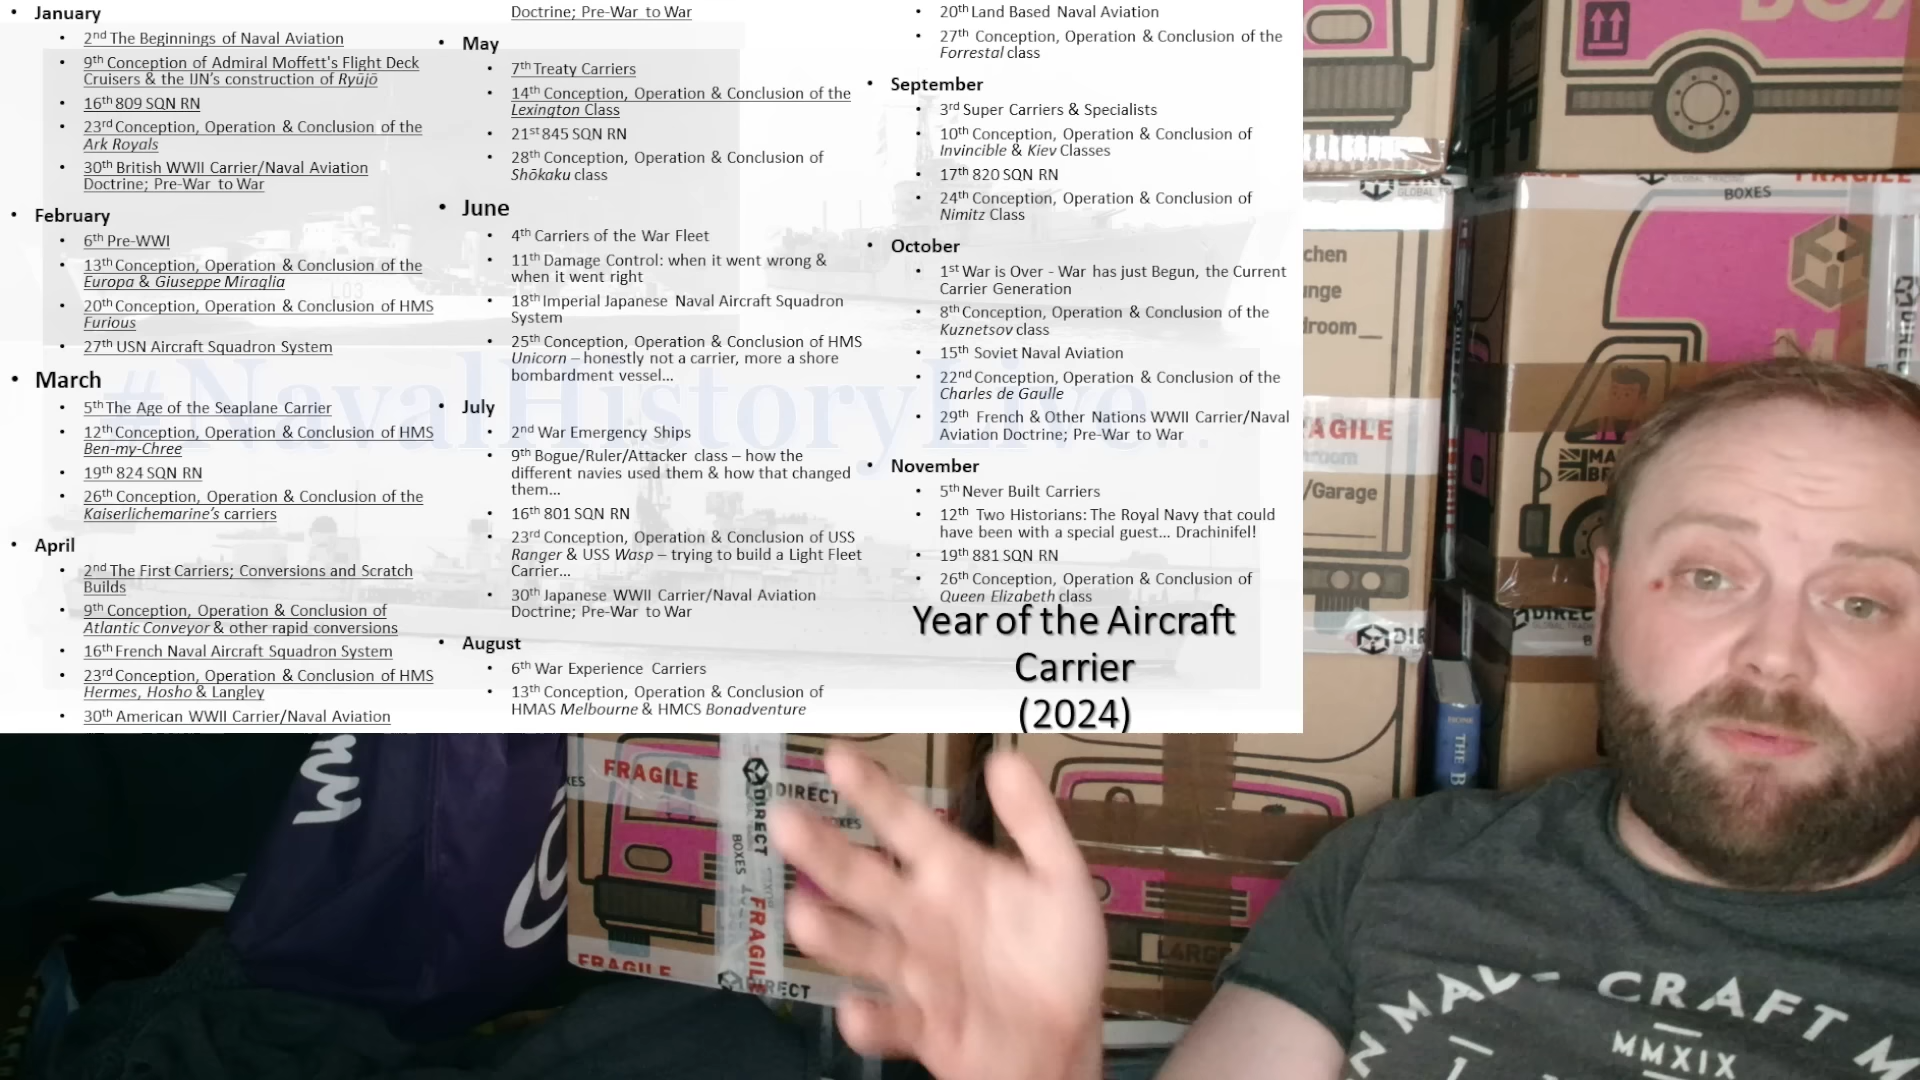 January
2nd The Beginnings of Naval Aviation
9th Conception of Admiral Moffett's Flight Deck
Cruisers & the IJN's construction of Ryūjō
16th 809 SQN RN
23rd Conception, Operation & Conclusion of the
Ark Royals
30th British WWII Carrier/Naval Aviation
Doctrine; Pre-War to War
February
6th Pre-WWI
13th Conception, Operation & Conclusion of the
Europa & Giuseppe Miraglia
20th Conception, Operation & Conclusion of HMS
Furious
27th USN Aircraft Squadron System
March
5th The Age of the Seaplane Carrier
12th Conception, Operation & Conclusion of HMS
Ben-my-Chree
19th 824 SQN RN
26th Conception, Operation & Conclusion of the
Kaiserlichemarine's carriers
April
2nd The First Carriers; Conversions and Scratch
Builds
9th Conception, Operation & Conclusion of
Atlantic Conveyor & other rapid conversions
16th French Naval Aircraft Squadron System
23rd Conception, Operation & Conclusion of HMS
Hermes, Hosho & Langley
30th American WWII Carrier/Naval Aviation
Doctrine; Pre-War to War
May
7th Treaty Carriers
14th Conception, Operation & Conclusion of the
Lexington Class
21st 845 SQN RN
28th Conception, Operation & Conclusion of
Shōkaku class
June
4th Carriers of the War Fleet
11th Damage Control: when it went wrong &
when it went right
18th Imperial Japanese Naval Aircraft Squadron
System
25th Conception, Operation & Conclusion of HMS
Unicorn – honestly not a carrier, more a shore
bombardment vessel...
July
2nd War Emergency Ships
9th Bogue/Ruler/Attacker class – how the
different navies used them & how that changed
them...
16th 801 SQN RN
23rd Conception, Operation & Conclusion of USS
Ranger & USS Wasp – trying to build a Light Fleet
Carrier...
30th Japanese WWII Carrier/Naval Aviation
Doctrine; Pre-War to War
August
6th War Experience Carriers
13th Conception, Operation & Conclusion of
HMAS Melbourne & HMCS Bonadventure
20th Land Based Naval Aviation
27th Conception, Operation & Conclusion of the
Forrestal class
September
3rd Super Carriers & Specialists
10th Conception, Operation & Conclusion of
Invincible & Kiev Classes
17th 820 SQN RN
24th Conception, Operation & Conclusion of
Nimitz Class
October
1st War is Over - War has just Begun, the Current
Carrier Generation
8th Conception, Operation & Conclusion of the
Kuznetsov class
15th Soviet Naval Aviation
22nd Conception, Operation & Conclusion of the
Charles de Gaulle
29th French & Other Nations WWII Carrier/Naval
Aviation Doctrine; Pre-War to War
November
5th Never Built Carriers
12th Two Historians: The Royal Navy that could
have been with a special guest... Drachinifel!
19th 881 SQN RN
26th Conception, Operation & Conclusion of
Queen Elizabeth class
Year of the Aircraft
Carrier
(2024)
#NavalHistoryLive...
L03
BOX
BOXES
FRAGILE
chen
nge
droom
AGILE
room
/Garage
DIRECT
THE B
FRAGILE
DIRECT
BOXES
DIRECT
BOXES
FRAGILE
DIRECT
FRAGILE
LARGE
CRAFT
MMXIX